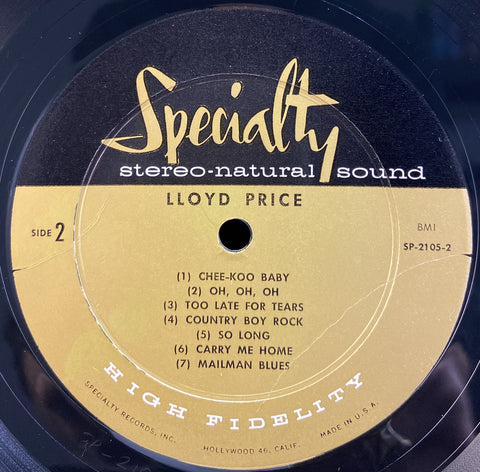 Specialty
stereo-natural sound
LLOYD PRICE
SIDE 2
BMI
SP-2105-2
(1) CHEE-KOO BABY
(2) OH, OH, OH
(3) TOO LATE FOR TEARS
(4) COUNTRY BOY ROCK
(5) SO LONG
(6) CARRY ME HOME
(7) MAILMAN BLUES
HIGH FIDELITY
SPECIALTY RECORDS, INC.
HOLLYWOOD 46, CALIF.
MADE IN U.S.A.